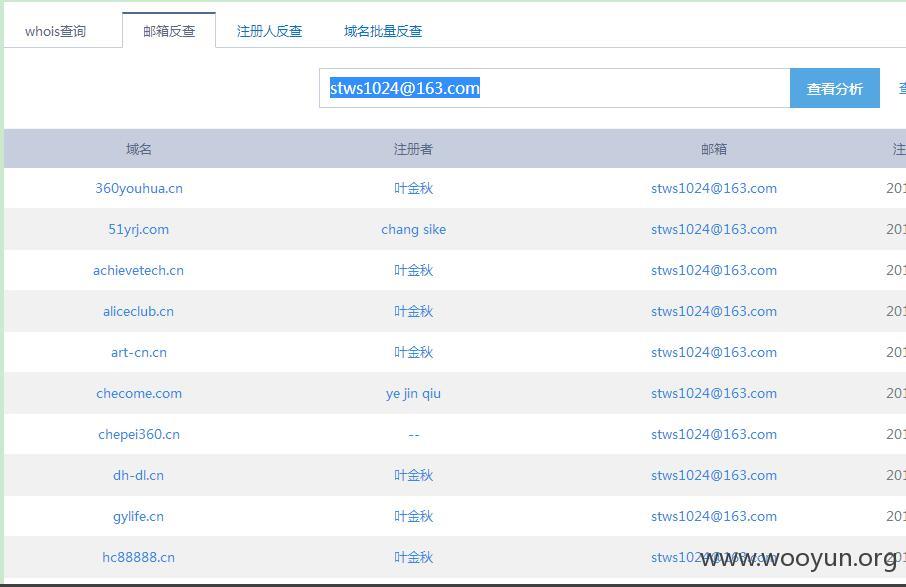 whois查询 邮箱反查 注册人反查 域名批量反查
stws1024@163.com 查看分析
域名 注册者 邮箱 注
360youhua.cn 叶金秋 stws1024@163.com 201
51yrj.com chang sike stws1024@163.com 201
achievetech.cn 叶金秋 stws1024@163.com 201
aliceclub.cn 叶金秋 stws1024@163.com 201
art-cn.cn 叶金秋 stws1024@163.com 201
checome.com ye jin qiu stws1024@163.com 201
chepei360.cn -- stws1024@163.com 201
dh-dl.cn 叶金秋 stws1024@163.com 201
gylife.cn 叶金秋 stws1024@163.com 201
hc88888.cn 叶金秋 stws1024@163.com 201
www.wooyun.org